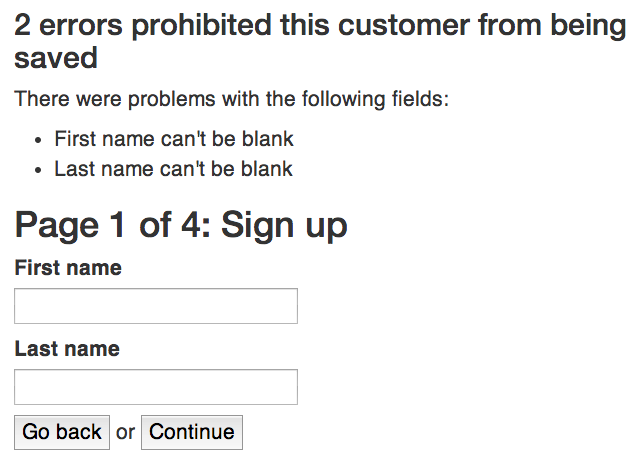 2 errors prohibited this customer from being
saved
There were problems with the following fields:
• First name can't be blank
• Last name can't be blank
Page 1 of 4: Sign up
First name
Last name
Go back or Continue